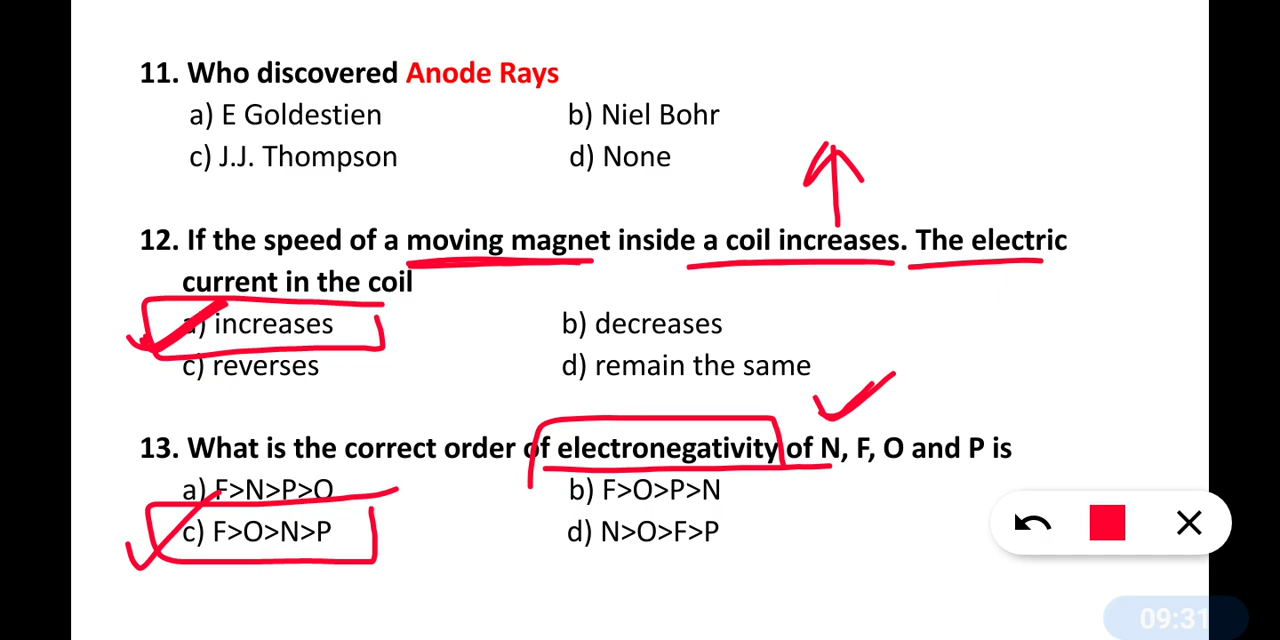 11. Who discovered Anode Rays
a) E Goldestien b) Niel Bohr
c) J.J. Thompson d) None
12. If the speed of a moving magnet inside a coil increases. The electric
current in the coil
a) increases b) decreases
c) reverses d) remain the same
13. What is the correct order of electronegativity of N, F, O and P is
a) F>N>P>O b) F>O>P>N
c) F>O>N>P d) N>O>F>P
09:31